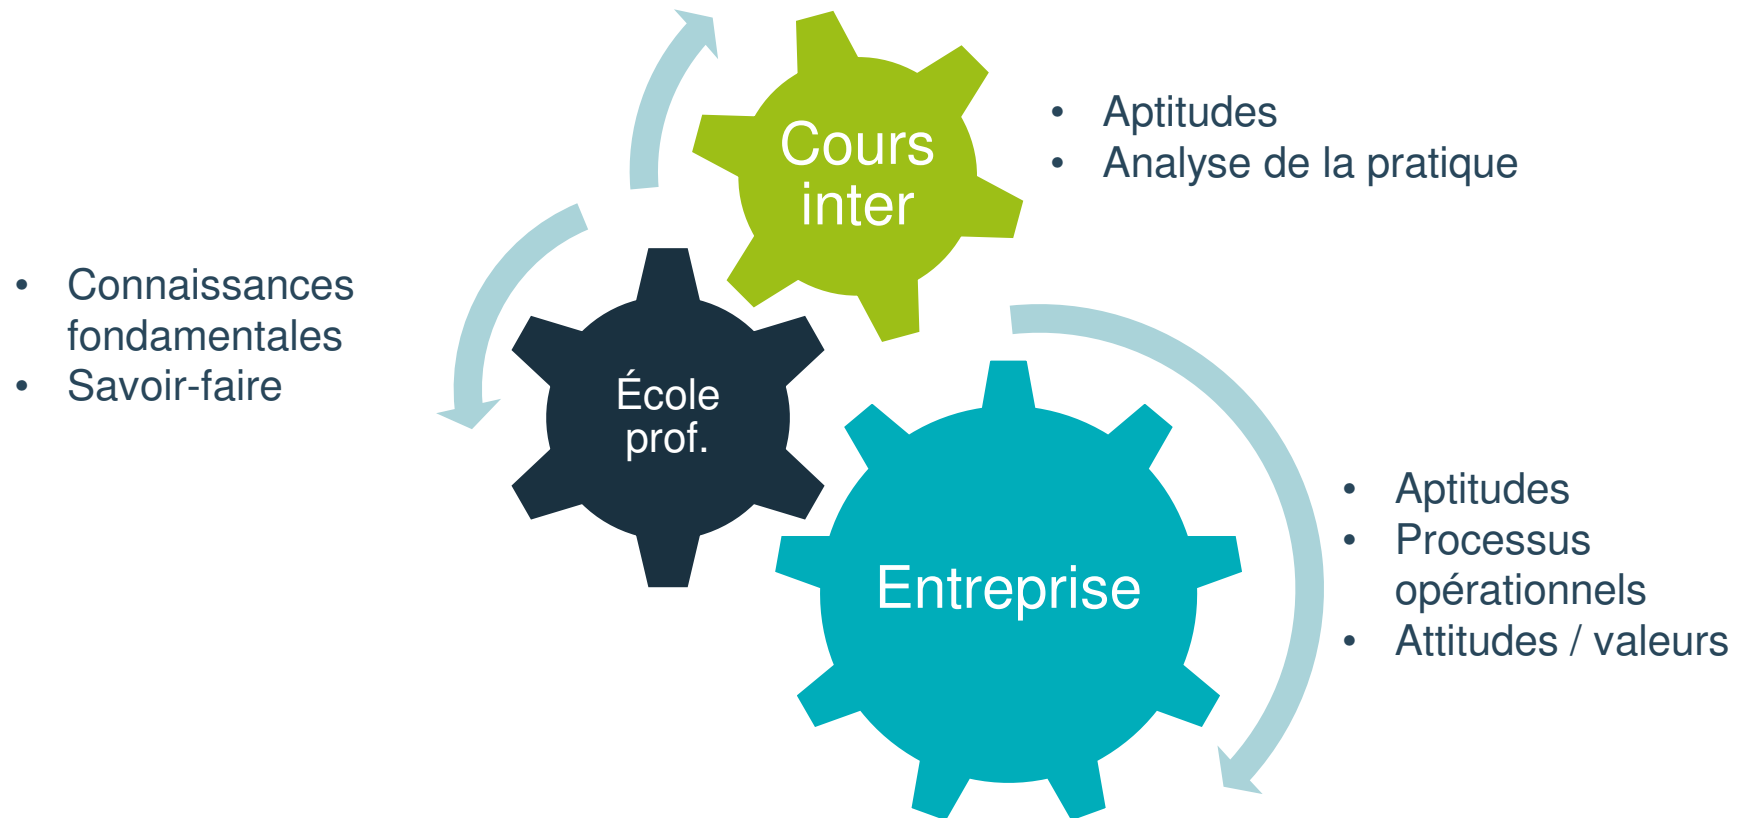 Cours
inter
• Aptitudes
• Analyse de la pratique
• Connaissances
fondamentales
• Savoir-faire
École
prof.
Entreprise
• Aptitudes
• Processus
opérationnels
• Attitudes / valeurs